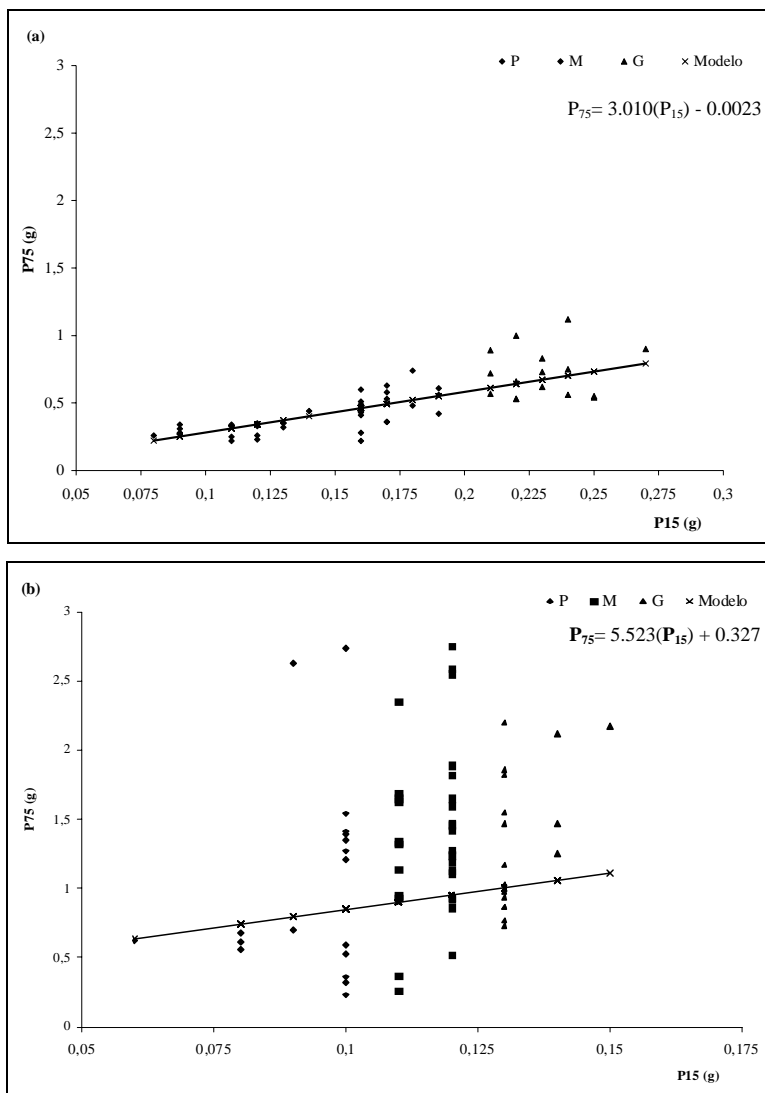 (a)
P M G Modelo
P75= 3.010(P15) - 0.0023
3
2,5
2
1,5
1
0,5
0
P75 (g)
0,05 0,075 0,1 0,125 0,15 0,175 0,2 0,225 0,25 0,275 0,3
P15 (g)
(b)
P M G Modelo
P75= 5.523(P15) + 0.327
3
2,5
2
1,5
1
0,5
0
P75 (g)
0,05 0,075 0,1 0,125 0,15 0,175
P15 (g)